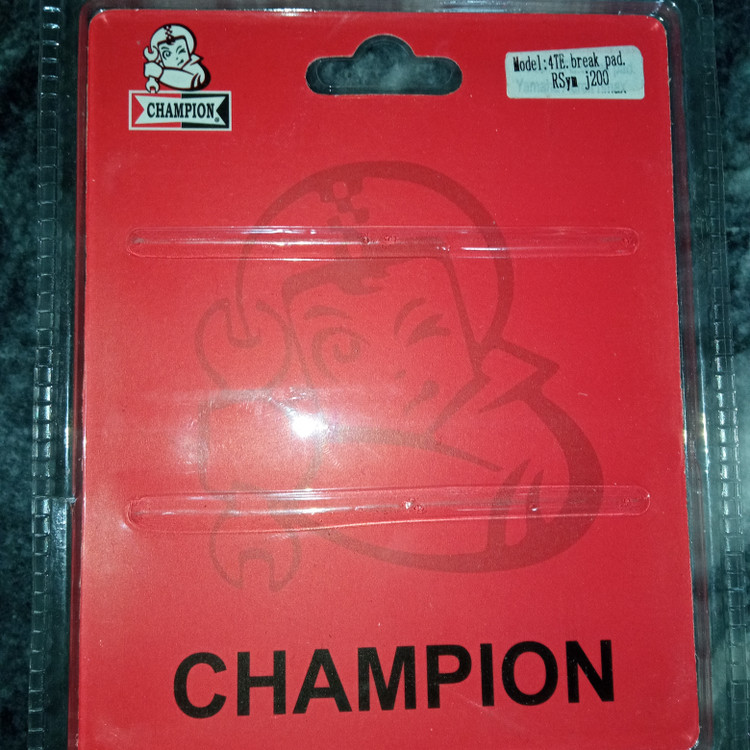 CHAMPION®
Model:4TE.break pad.
RSym j200
CHAMPION